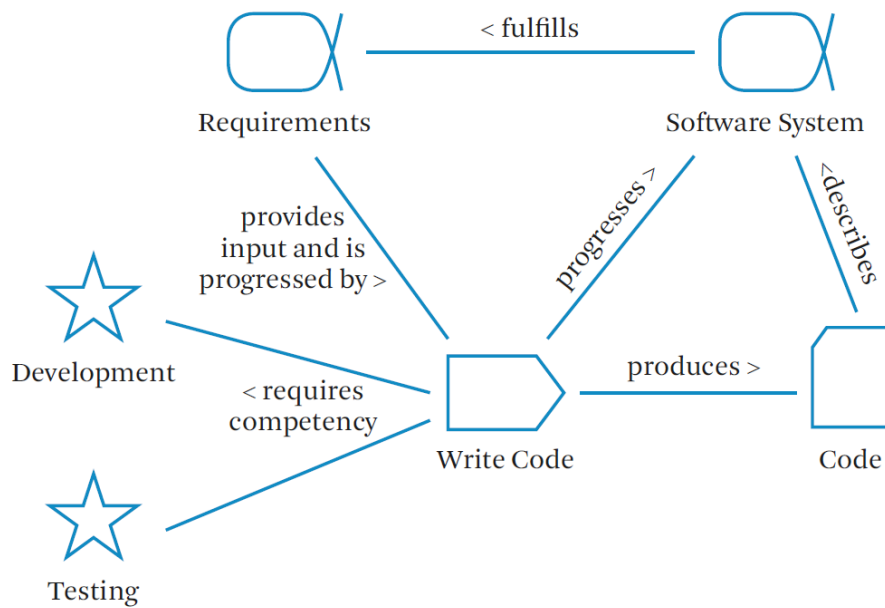 < fulfills
Requirements
Software System
provides
input and is
progressed by >
progresses >
<describes
Development
< requires
competency
produces >
Write Code
Code
Testing